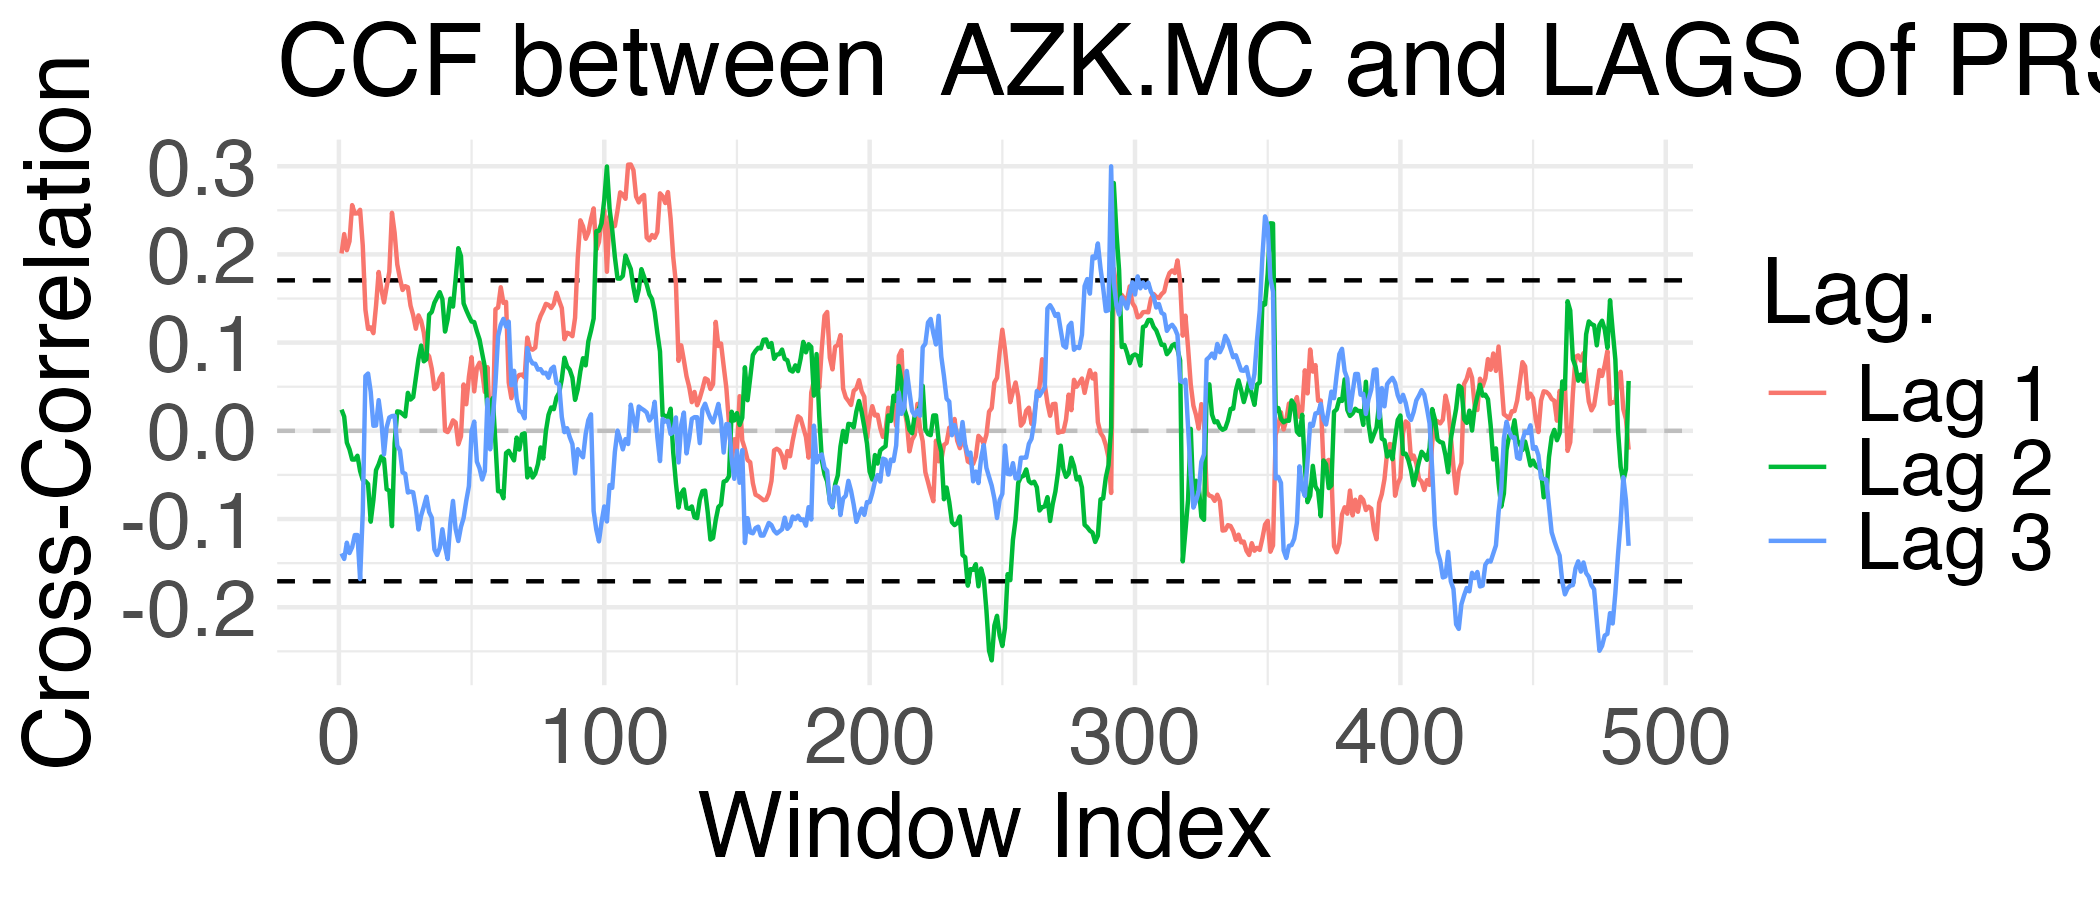 CCF between AZK.MC and LAGS of PRS
Cross-Correlation
0.3
0.2
0.1
0.0
-0.1
-0.2
0
100
200
300
400
500
Window Index
Lag.
Lag 1
Lag 2
Lag 3